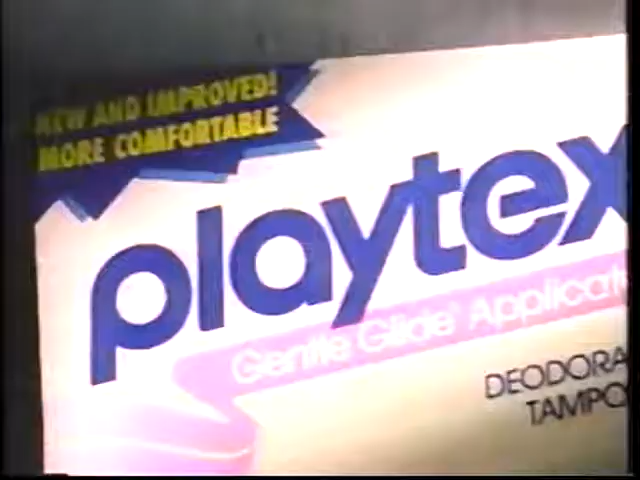 NEW AND IMPROVED!
MORE COMFORTABLE
playtex
Gentle Glide Applicat
DEODORA
TAMPO